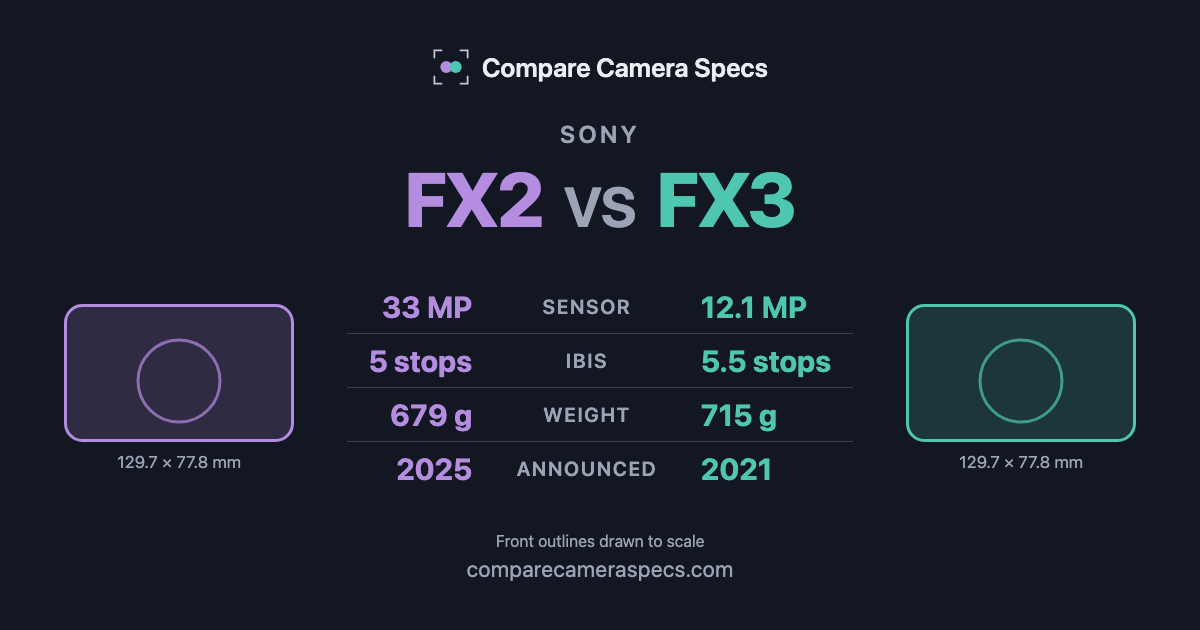 Compare Camera Specs
SONY
FX2 VS FX3
33 MP SENSOR 12.1 MP
5 stops IBIS 5.5 stops
679 g WEIGHT 715 g
2025 ANNOUNCED 2021
129.7 × 77.8 mm
129.7 × 77.8 mm
Front outlines drawn to scale
comparecameraspecs.com